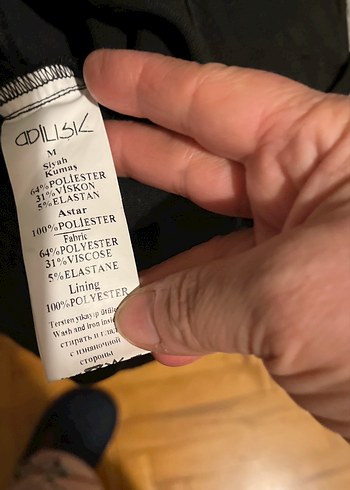 ADILIŞIK
M
Siyah
Kumaş
64%POLİESTER
31%VİSKON
5%ELASTAN
Astar
100%POLİESTER
Fabric
64%POLYESTER
31%VISCOSE
5%ELASTANE
Lining
100%POLYESTER
Tersten yıkayıp
Wash and Iron
стирать и
с изнаночной
стороны